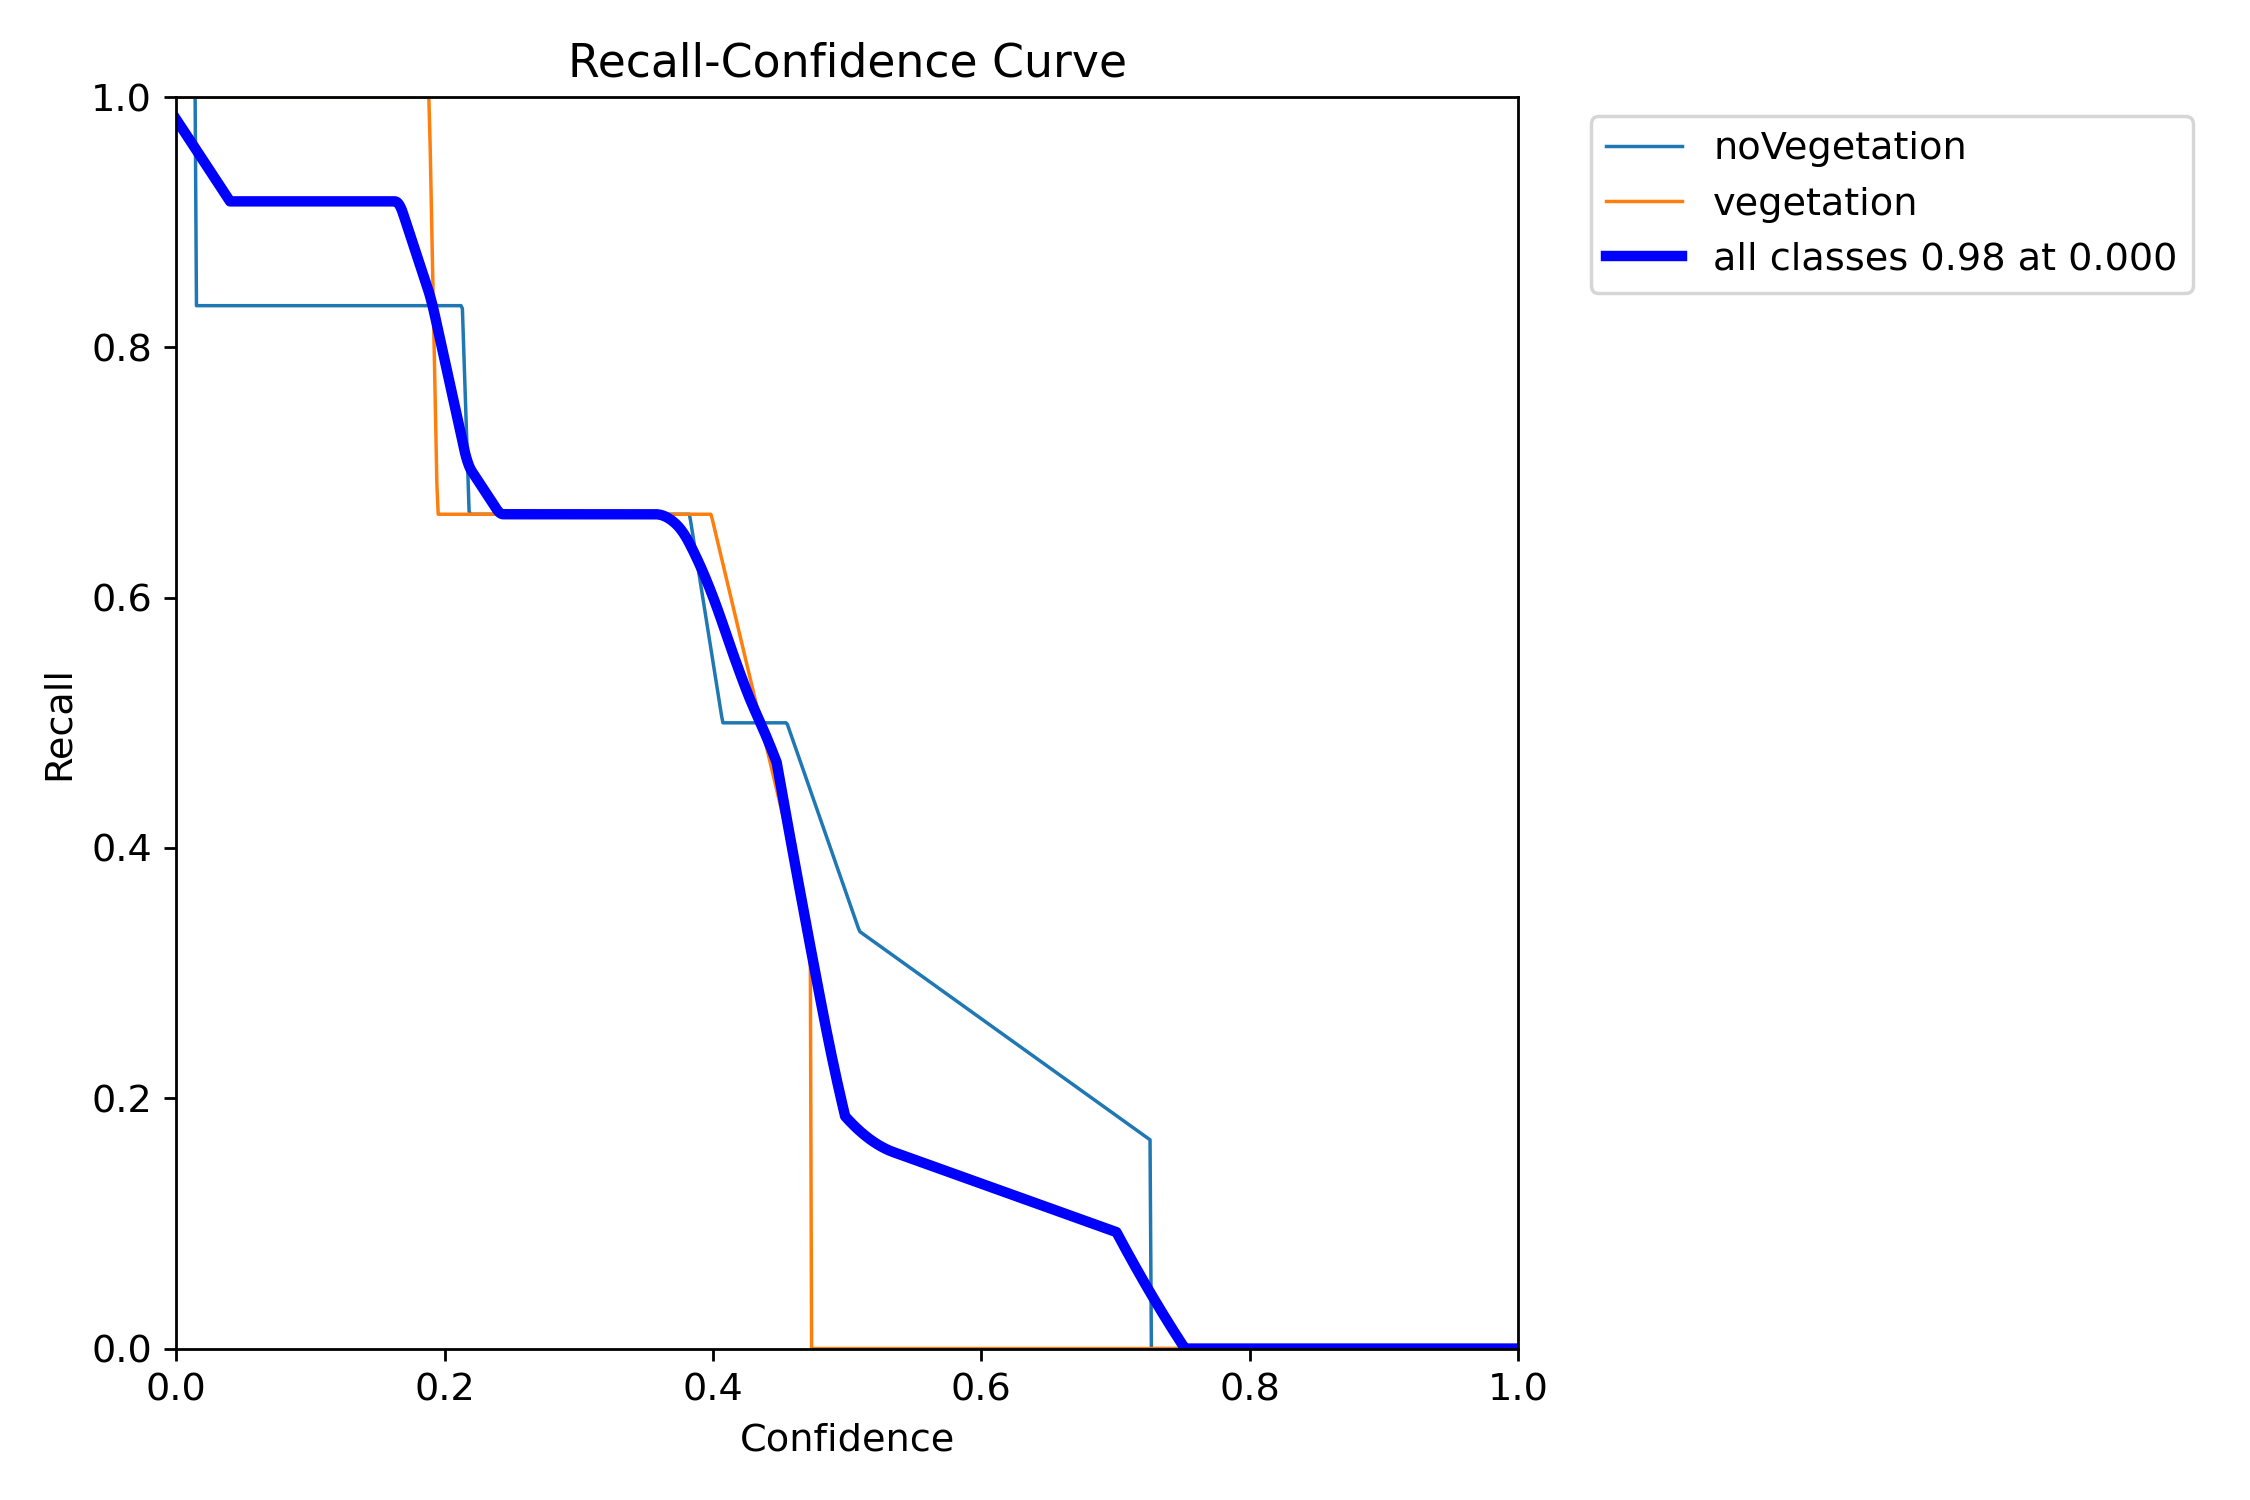 Recall-Confidence Curve
1.0
0.8
0.6
0.4
0.2
0.0
Recall
0.0 0.2 0.4 0.6 0.8 1.0
Confidence
noVegetation
vegetation
all classes 0.98 at 0.000